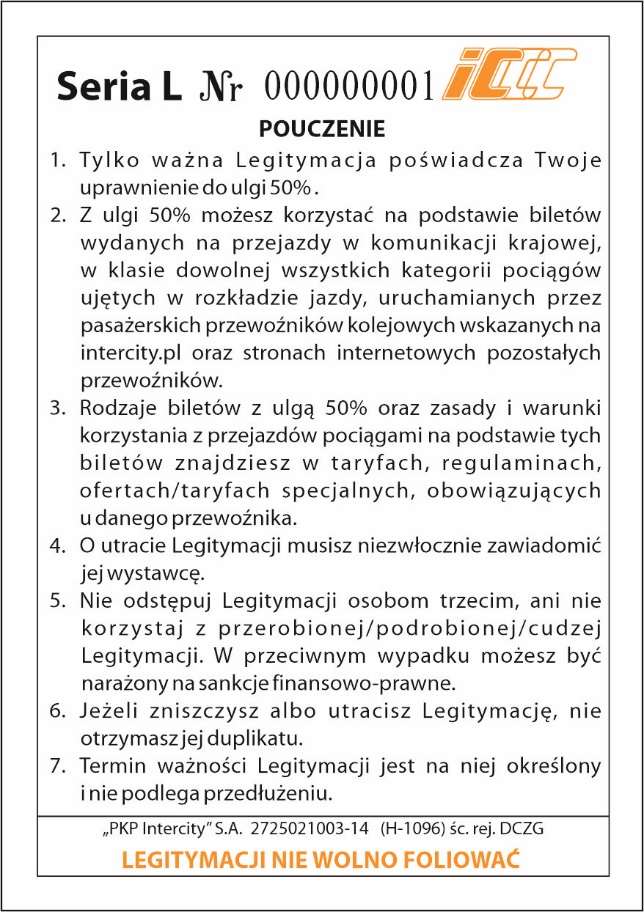 Seria L Nr 000000001 iCCC
POUCZENIE
1. Tylko ważna Legitymacja poświadcza Twoje
uprawnienie do ulgi 50% .
2. Z ulgi 50% możesz korzystać na podstawie biletów
wydanych na przejazdy w komunikacji krajowej,
w klasie dowolnej wszystkich kategorii pociągów
ujętych w rozkładzie jazdy, uruchamianych przez
pasażerskich przewoźników kolejowych wskazanych na
intercity.pl oraz stronach internetowych pozostałych
przewoźników.
3. Rodzaje biletów z ulgą 50% oraz zasady i warunki
korzystania z przejazdów pociągami na podstawie tych
biletów znajdziesz w taryfach, regulaminach,
ofertach/taryfach specjalnych, obowiązujących
u danego przewoźnika.
4. O utracie Legitymacji musisz niezwłocznie zawiadomić
jej wystawcę.
5. Nie odstępuj Legitymacji osobom trzecim, ani nie
korzystaj z przerobionej/podrobionej/cudzej
Legitymacji. W przeciwnym wypadku możesz być
narażony na sankcje finansowo-prawne.
6. Jeżeli zniszczysz albo utracisz Legitymację, nie
otrzymasz jej duplikatu.
7. Termin ważności Legitymacji jest na niej określony
i nie podlega przedłużeniu.
„PKP Intercity" S.A. 2725021003-14 (H-1096) śc. rej. DCZG
LEGITYMACJI NIE WOLNO FOLIOWAĆ